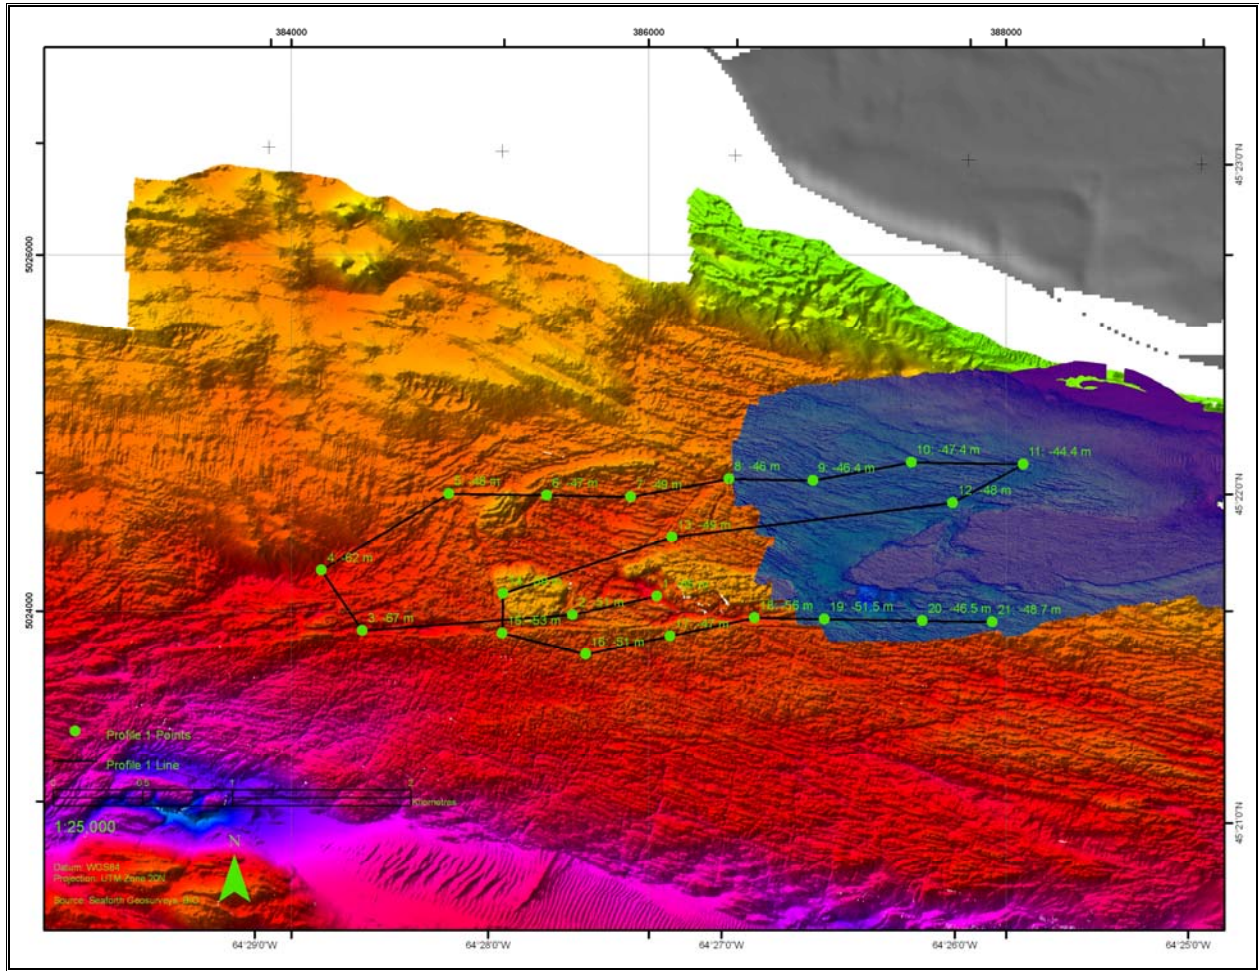 384000 386000 388000
45°23'0"N
5026000
10: -47.4 m
11: -44.4 m
8: -46 m
9: -46.4 m
5: -48 m
6: -47 m
7: -49 m
45°22'0"N
12: -48 m
13: -49 m
4: -62 m
5024000
3: -67 m
15: -53 m
18: -56 m
19: -51.5 m
20: -46.5 m
21: -48.7 m
16: -51 m
17: -47 m
Profile 1 Points
Profile 1 Line
0 0.5 1 2
Kilometres
1:25,000
45°21'0"N
N
Datum: WGS84
Projection: UTM Zone 20N
Source: Seaforth Geosurveys, BIO
64°29'0"W 64°28'0"W 64°27'0"W 64°26'0"W 64°25'0"W